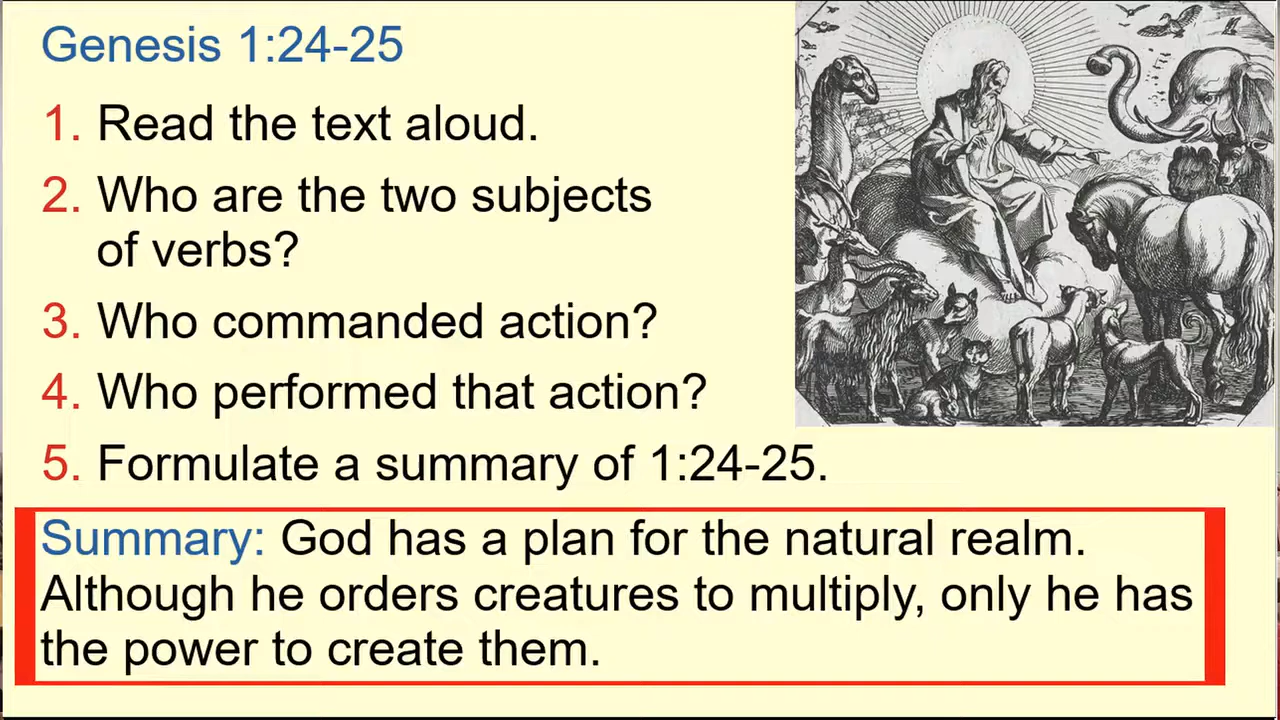 Genesis 1:24-25
1. Read the text aloud.
2. Who are the two subjects
of verbs?
3. Who commanded action?
4. Who performed that action?
5. Formulate a summary of 1:24-25.
Summary: God has a plan for the natural realm.
Although he orders creatures to multiply, only he has
the power to create them.